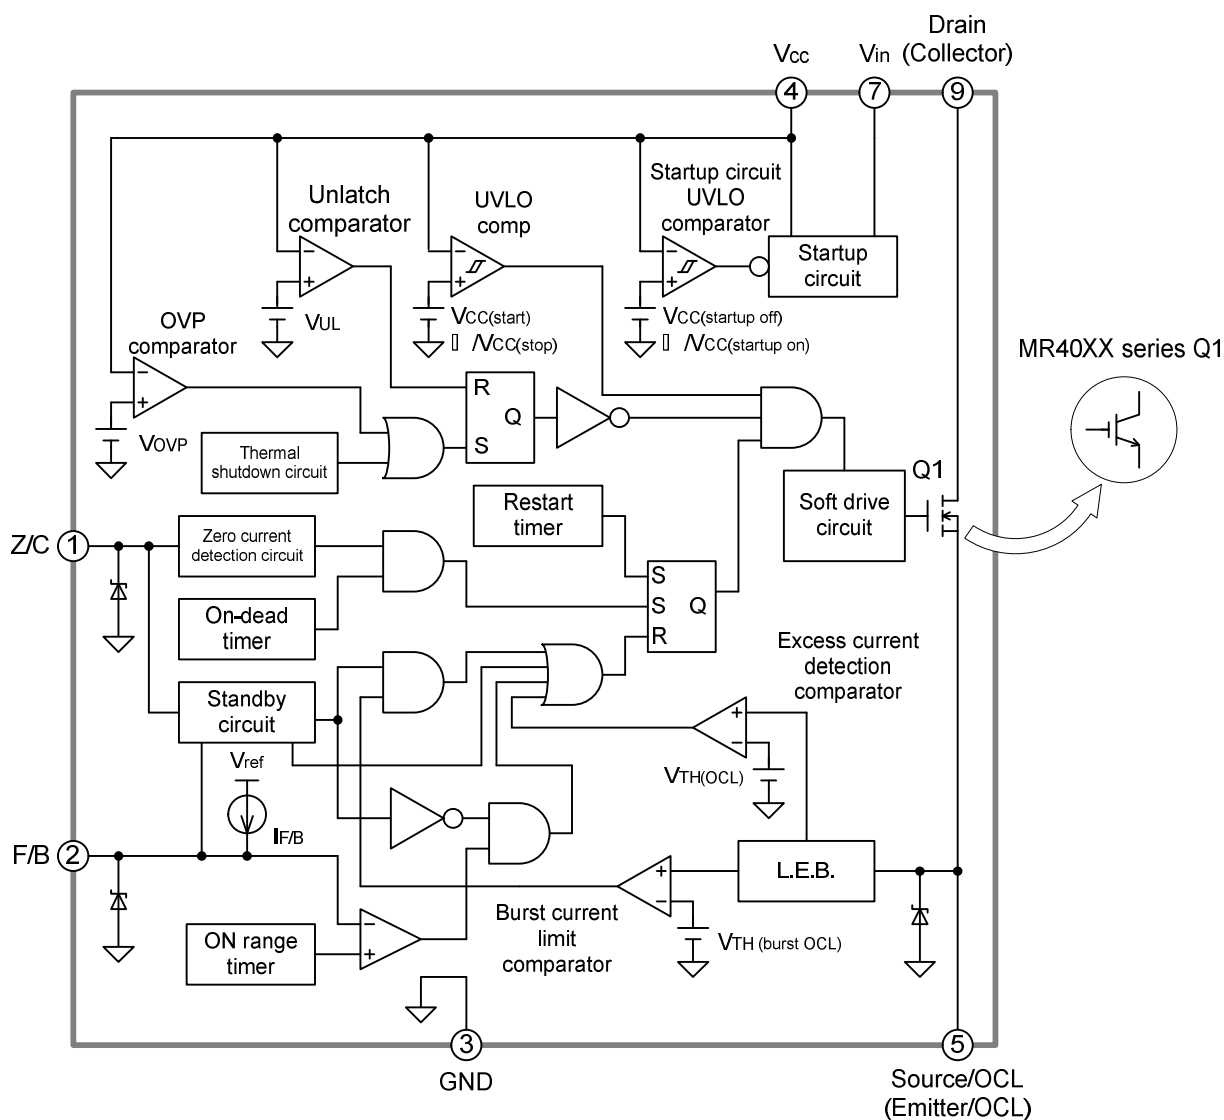 Drain
(Collector)
Vcc
Vin
4
7
9
Startup circuit
UVLO
comparator
Unlatch
comparator
UVLO
comp
Startup
circuit
VUL
VCC(start)
/VCC(stop)
VCC(startup off)
/VCC(startup on)
OVP
comparator
MR40XX series Q1
VOVP
R
S
Q
Thermal
shutdown circuit
Restart
timer
Soft drive
circuit
Q1
Z/C
1
Zero current
detection circuit
S
S
R
Q
On-dead
timer
Excess current
detection
comparator
Standby
circuit
Vref
IF/B
VTH(OCL)
F/B
2
L.E.B.
ON range
timer
Burst current
limit
comparator
VTH (burst OCL)
3
GND
5
Source/OCL
(Emitter/OCL)